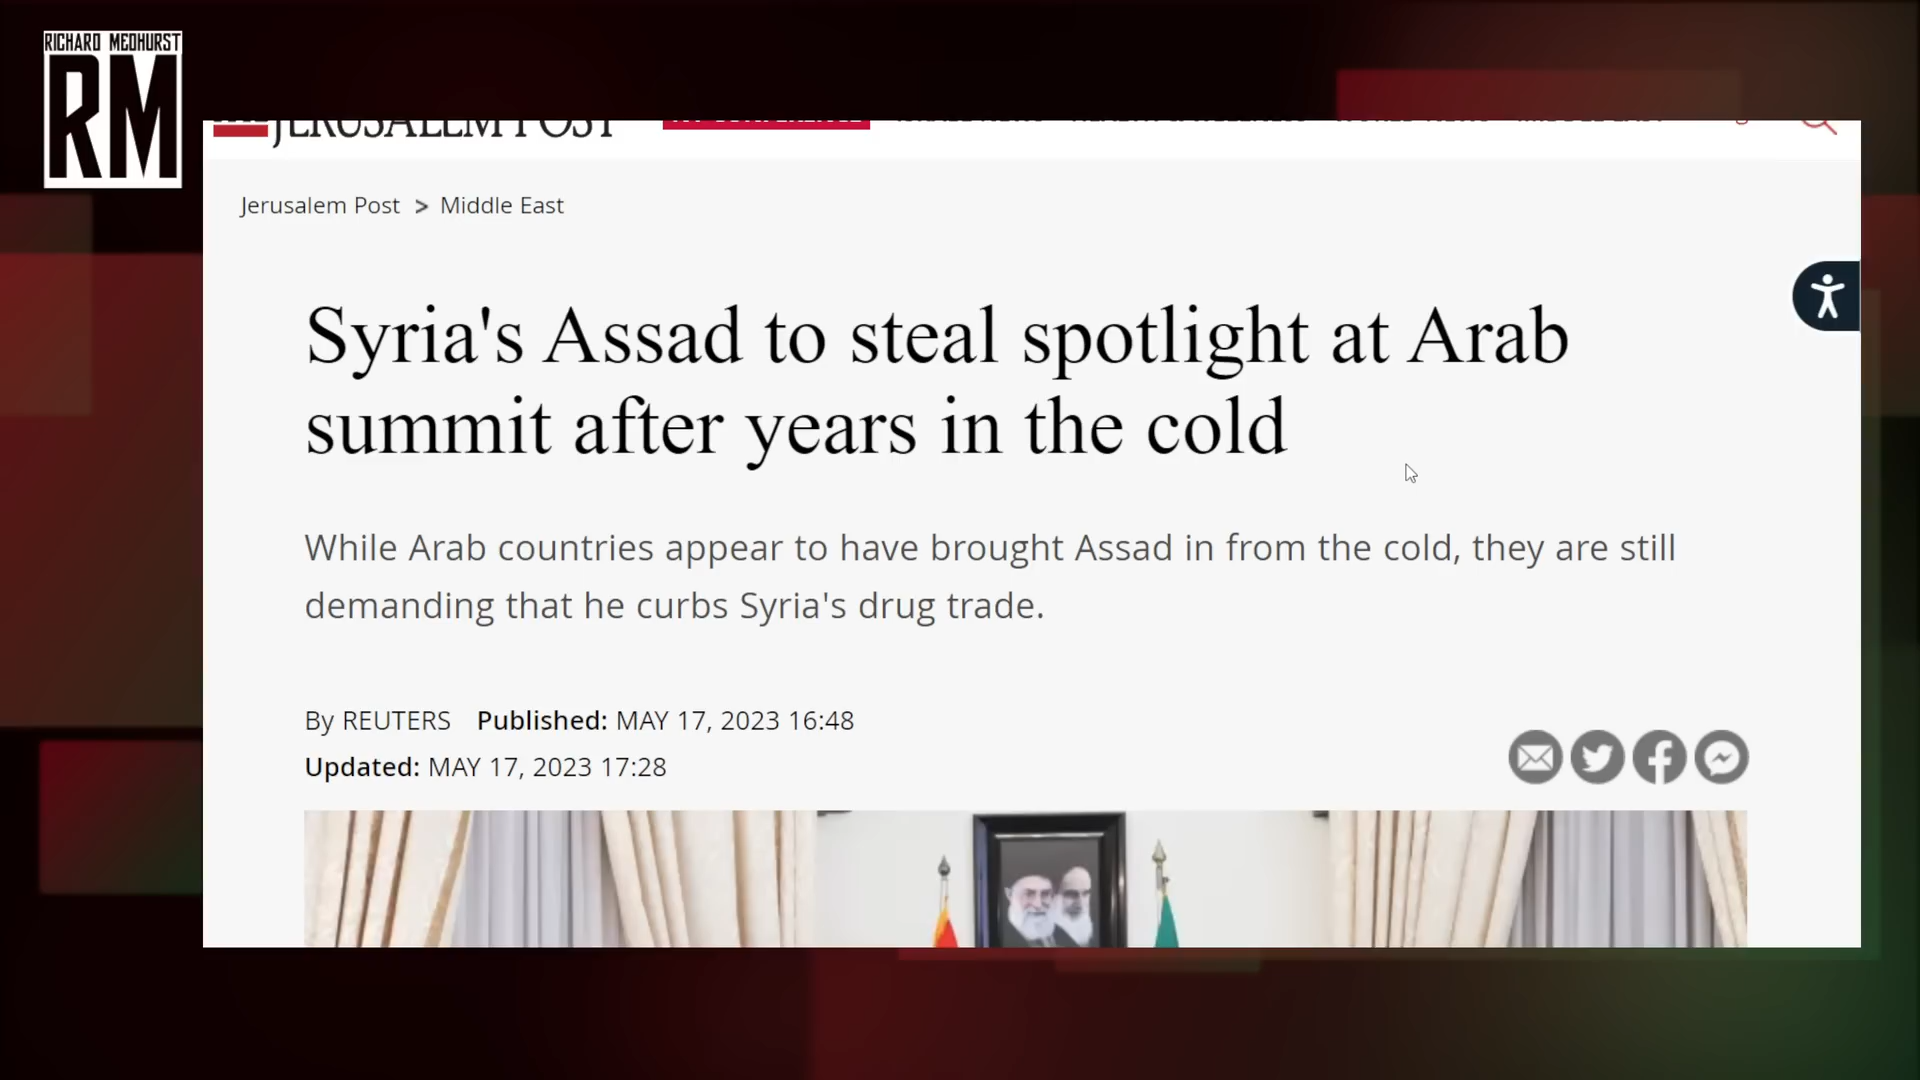 RICHARD MEDHURST
RM
JERUSALEM POST
Jerusalem Post > Middle East
Syria's Assad to steal spotlight at Arab
summit after years in the cold
While Arab countries appear to have brought Assad in from the cold, they are still
demanding that he curbs Syria's drug trade.
By REUTERS Published: MAY 17, 2023 16:48
Updated: MAY 17, 2023 17:28